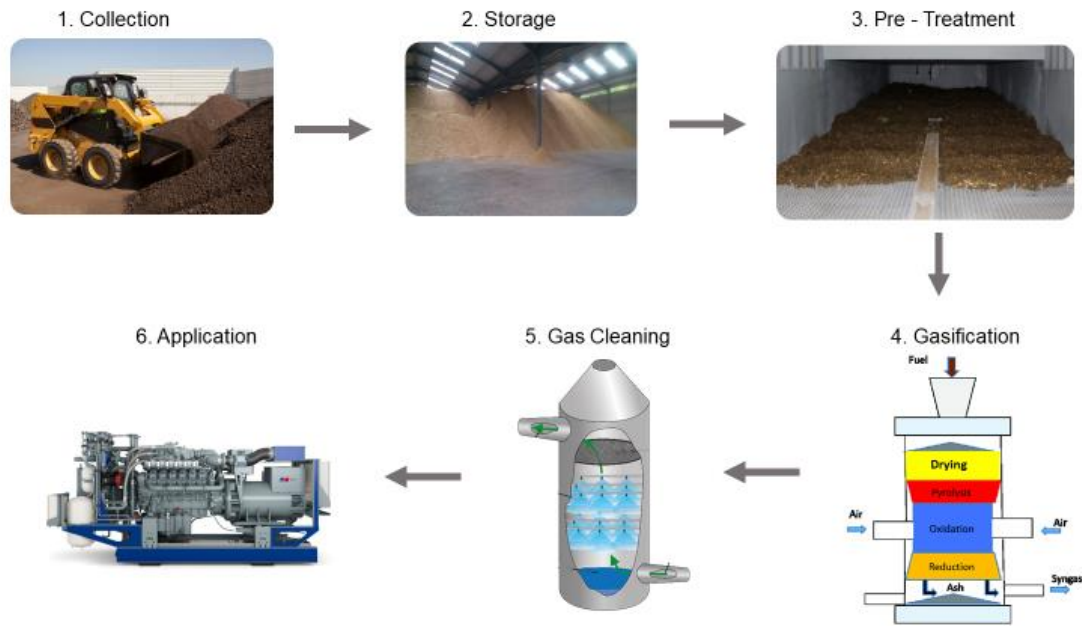 1. Collection
2. Storage
3. Pre - Treatment
6. Application
5. Gas Cleaning
4. Gasification
Fuel
Drying
Pyrolysis
Air
Oxidation
Air
Reduction
Ash
Syngas